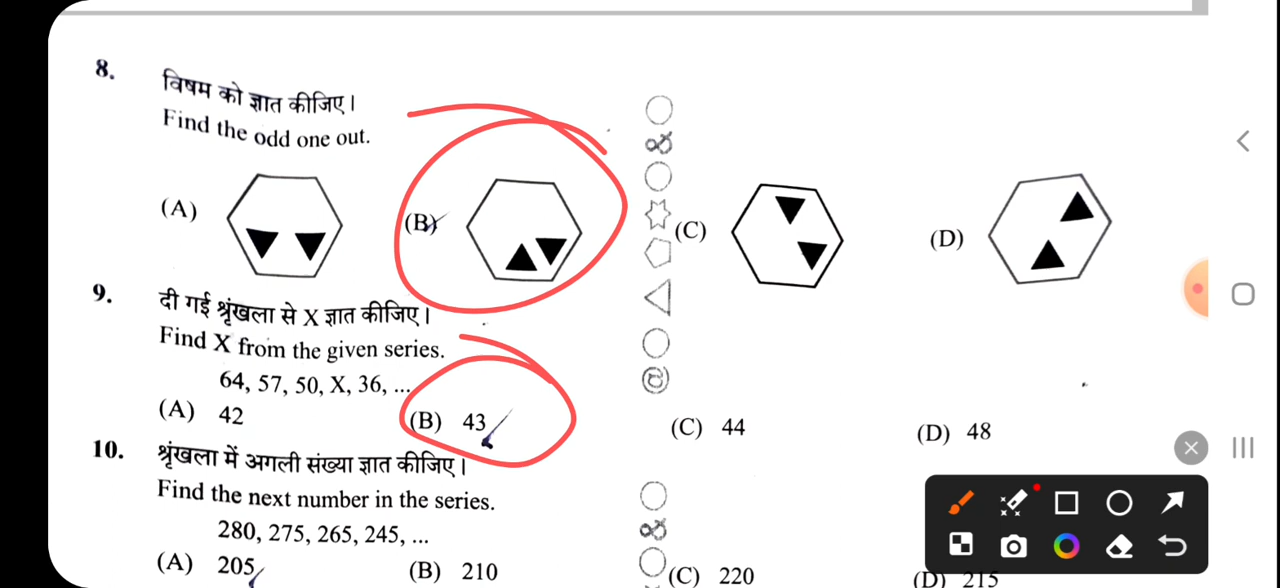 8.
विषम को ज्ञात कीजिए।
Find the odd one out.
(A) (B) (C) (D)
9.
दी गई श्रृंखला से X ज्ञात कीजिए।
Find X from the given series.
64, 57, 50, X, 36, ...
(A) 42 (B) 43 (C) 44 (D) 48
10.
श्रृंखला में अगली संख्या ज्ञात कीजिए।
Find the next number in the series.
280, 275, 265, 245, ...
(A) 205 (B) 210 (C) 220 (D) 215